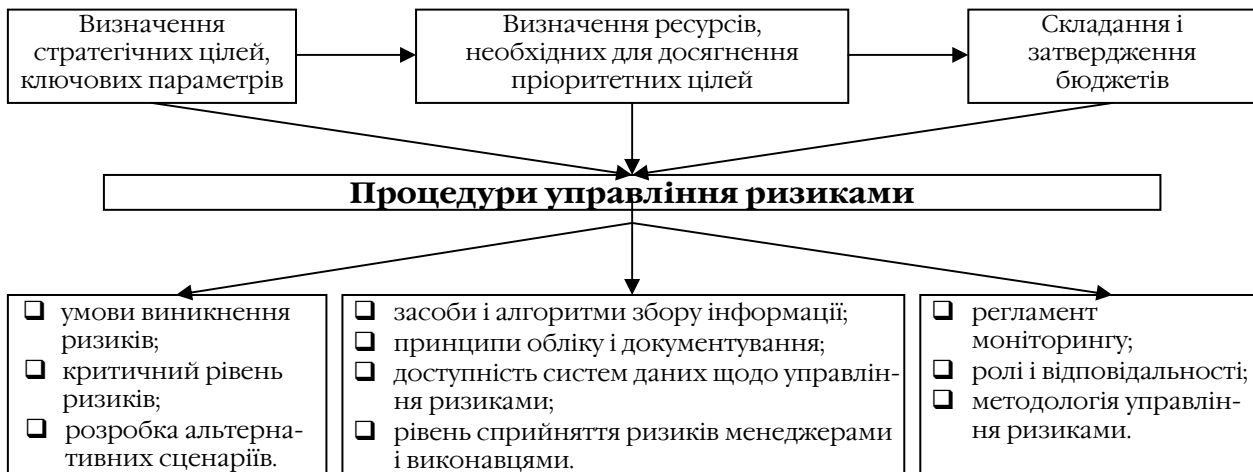 Визначення
стратегічних цілей,
ключових параметрів
Визначення ресурсів,
необхідних для досягнення
пріоритетних цілей
Складання і
затвердження
бюджетів
Процедури управління ризиками
❑ умови виникнення
ризиків;
❑ критичний рівень
ризиків;
❑ розробка альтерна-
тивних сценаріїв.
❑ засоби і алгоритми збору інформації;
❑ принципи обліку і документування;
❑ доступність систем даних щодо управлін-
ня ризиками;
❑ рівень сприйняття ризиків менеджерами
і виконавцями.
❑ регламент
моніторингу;
❑ ролі і відповідальності;
❑ методологія управлін-
ня ризиками.